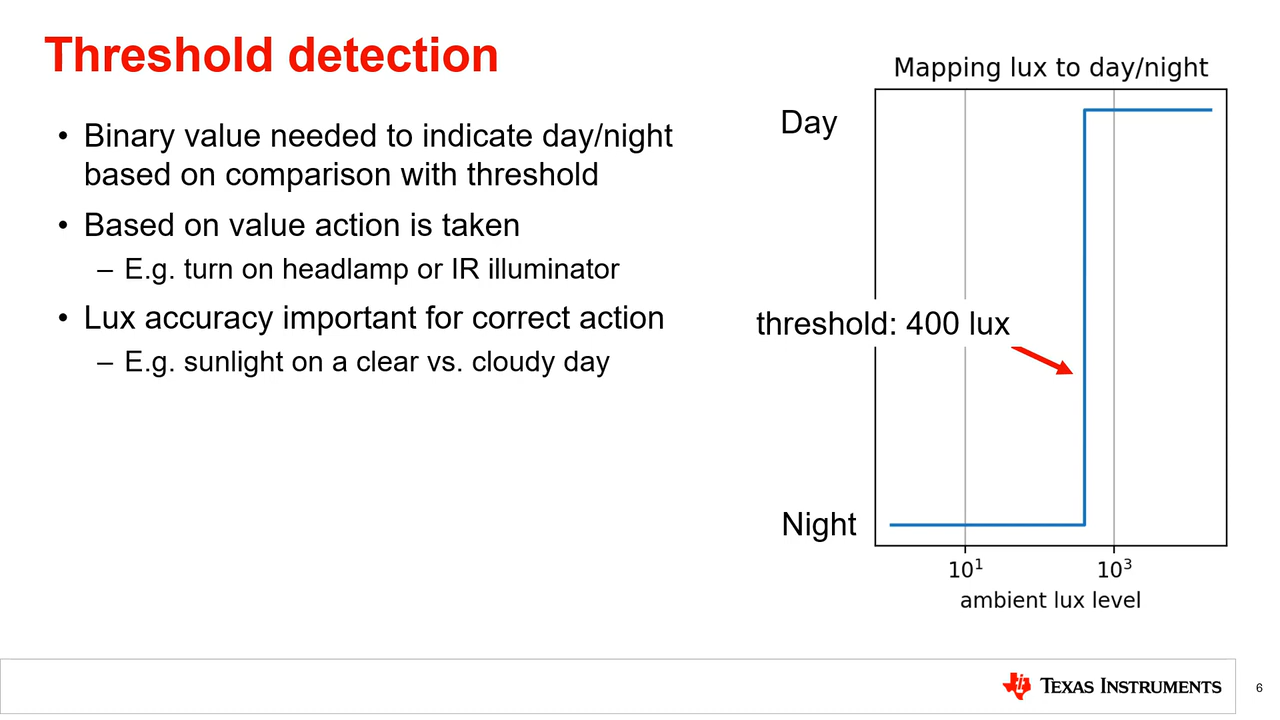 Threshold detection
• Binary value needed to indicate day/night
based on comparison with threshold
• Based on value action is taken
– E.g. turn on headlamp or IR illuminator
• Lux accuracy important for correct action
– E.g. sunlight on a clear vs. cloudy day
Mapping lux to day/night
Day
threshold: 400 lux
Night
10¹ 10³
ambient lux level
TEXAS INSTRUMENTS
6